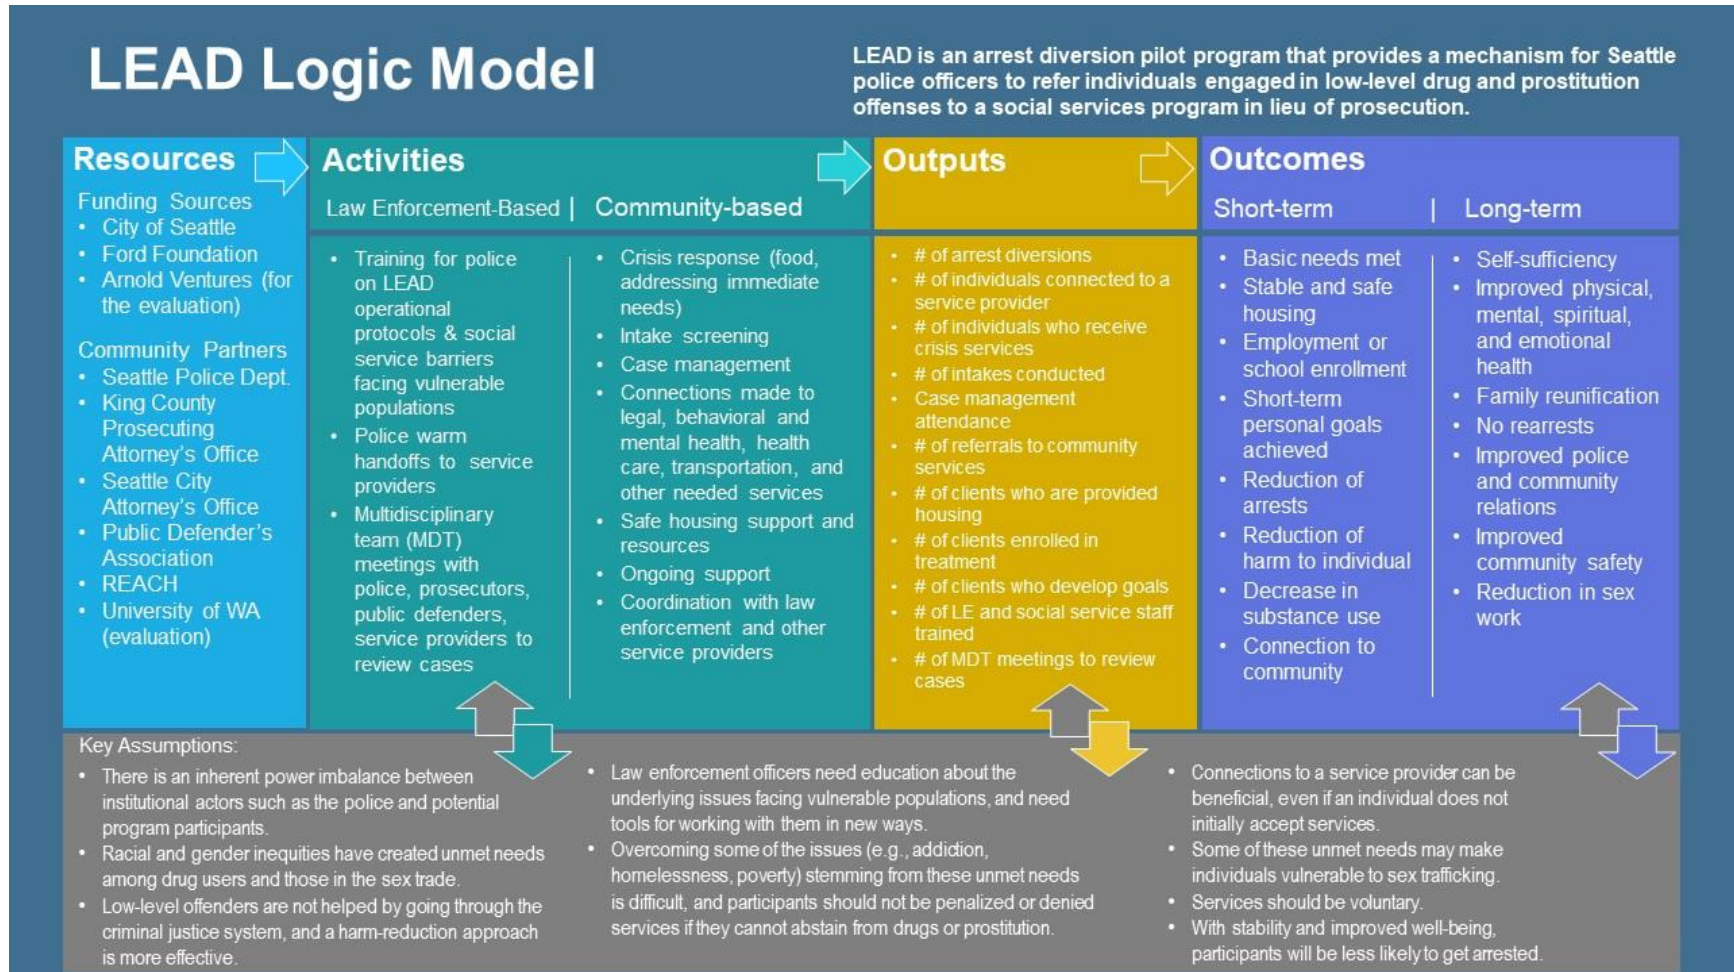 LEAD Logic Model
LEAD is an arrest diversion pilot program that provides a mechanism for Seattle
police officers to refer individuals engaged in low-level drug and prostitution
offenses to a social services program in lieu of prosecution.
Resources
Funding Sources
• City of Seattle
• Ford Foundation
• Arnold Ventures (for
the evaluation)
Community Partners
• Seattle Police Dept.
• King County
Prosecuting
Attorney's Office
• Seattle City
Attorney's Office
• Public Defender's
Association
• REACH
• University of WA
(evaluation)
Activities
Law Enforcement-Based | Community-based
• Training for police
on LEAD
operational
protocols & social
service barriers
facing vulnerable
populations
• Police warm
handoffs to service
providers
• Multidisciplinary
team (MDT)
meetings with
police, prosecutors,
public defenders,
service providers to
review cases
• Crisis response (food,
addressing immediate
needs)
• Intake screening
• Case management
• Connections made to
legal, behavioral and
mental health, health
care, transportation, and
other needed services
• Safe housing support and
resources
• Ongoing support
• Coordination with law
enforcement and other
service providers
Outputs
• # of arrest diversions
• # of individuals connected to a
service provider
• # of individuals who receive
crisis services
• # of intakes conducted
• Case management
attendance
• # of referrals to community
services
• # of clients who are provided
housing
• # of clients enrolled in
treatment
• # of clients who develop goals
• # of LE and social service staff
trained
• # of MDT meetings to review
cases
Outcomes
Short-term | Long-term
• Basic needs met
• Stable and safe
housing
• Employment or
school enrollment
• Short-term
personal goals
achieved
• Reduction of
arrests
• Reduction of
harm to individual
• Decrease in
substance use
• Connection to
community
• Self-sufficiency
• Improved physical,
mental, spiritual,
and emotional
health
• Family reunification
• No rearrests
• Improved police
and community
relations
• Improved
community safety
• Reduction in sex
work
Key Assumptions:
• There is an inherent power imbalance between
institutional actors such as the police and potential
program participants.
• Racial and gender inequities have created unmet needs
among drug users and those in the sex trade.
• Low-level offenders are not helped by going through the
criminal justice system, and a harm-reduction approach
is more effective.
• Law enforcement officers need education about the
underlying issues facing vulnerable populations, and need
tools for working with them in new ways.
• Overcoming some of the issues (e.g., addiction,
homelessness, poverty) stemming from these unmet needs
is difficult, and participants should not be penalized or denied
services if they cannot abstain from drugs or prostitution.
• Connections to a service provider can be
beneficial, even if an individual does not
initially accept services.
• Some of these unmet needs may make
individuals vulnerable to sex trafficking.
• Services should be voluntary.
• With stability and improved well-being,
participants will be less likely to get arrested.